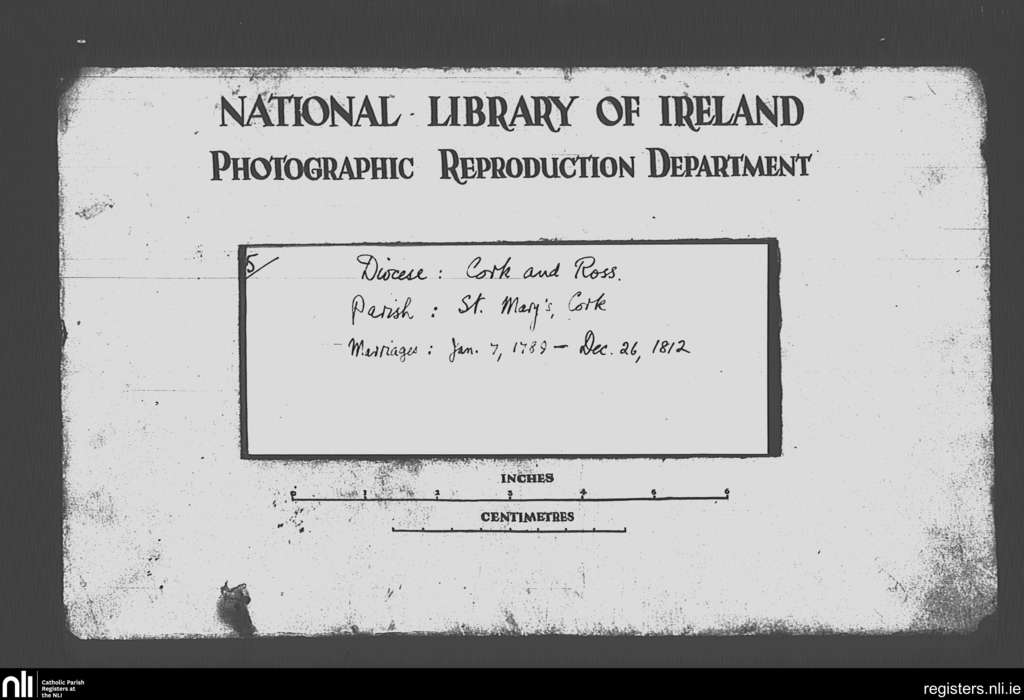 NATIONAL LIBRARY OF IRELAND
PHOTOGRAPHIC REPRODUCTION DEPARTMENT
5/
Diocese : Cork and Ross.
Parish : St. Mary's, Cork
Marriages : Jan. 7, 1789 – Dec. 26, 1812
INCHES
0 1 2 3 4 5 6
CENTIMETRES
nli
Catholic Parish
Registers at
the NLI
registers.nli.ie